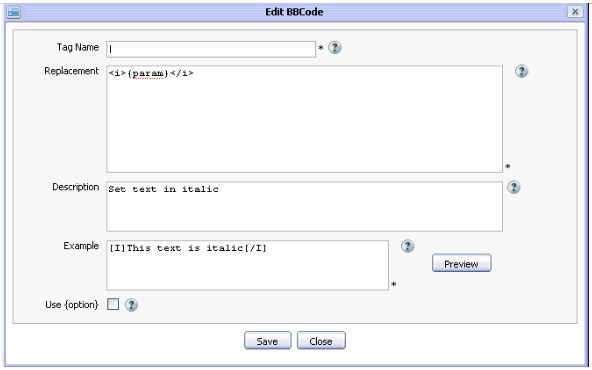 Edit BBCode
Tag Name * ?
Replacement <i>{param}</i> ?
*
Description Set text in italic ?
Example [I]This text is italic[/I] ?
Preview
*
Use {option} ?
Save Close